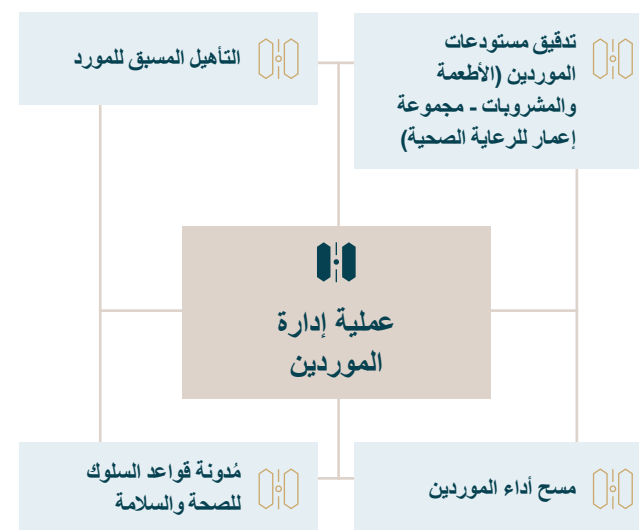 تدقيق مستودعات
الموردين (الأطعمة
والمشروبات - مجموعة
إعمار للرعاية الصحية)
التأهيل المسبق للمورد
عملية إدارة
الموردين
مسح أداء الموردين
مُدونة قواعد السلوك
للصحة والسلامة